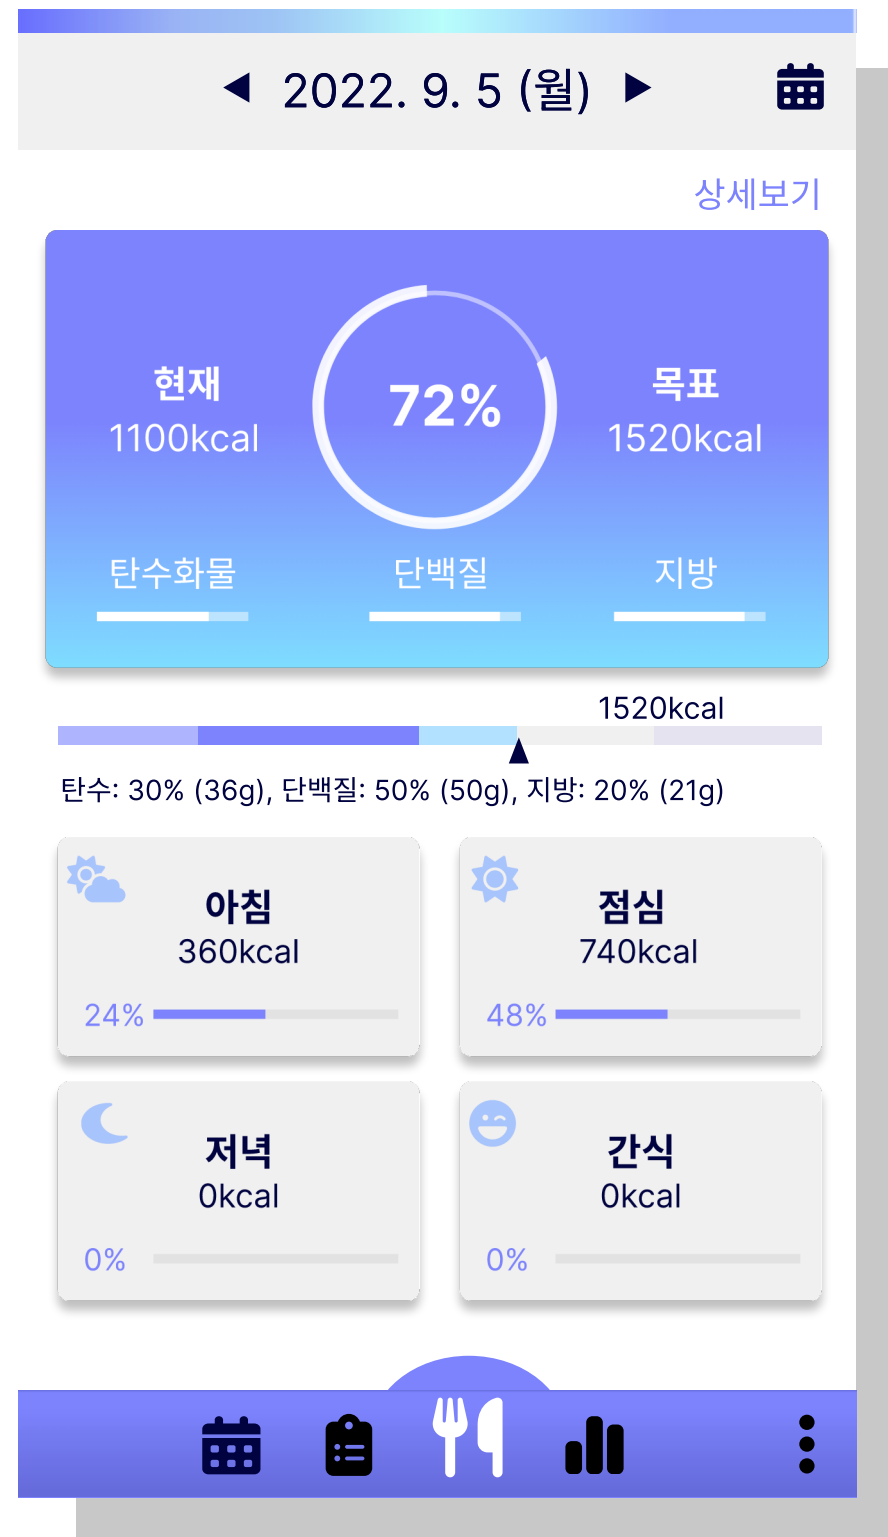 ◀ 2022. 9. 5 (월) ▶
상세보기
현재
1100kcal
72%
목표
1520kcal
탄수화물 단백질 지방
1520kcal
탄수: 30% (36g), 단백질: 50% (50g), 지방: 20% (21g)
아침
360kcal
24%
점심
740kcal
48%
저녁
0kcal
0%
간식
0kcal
0%